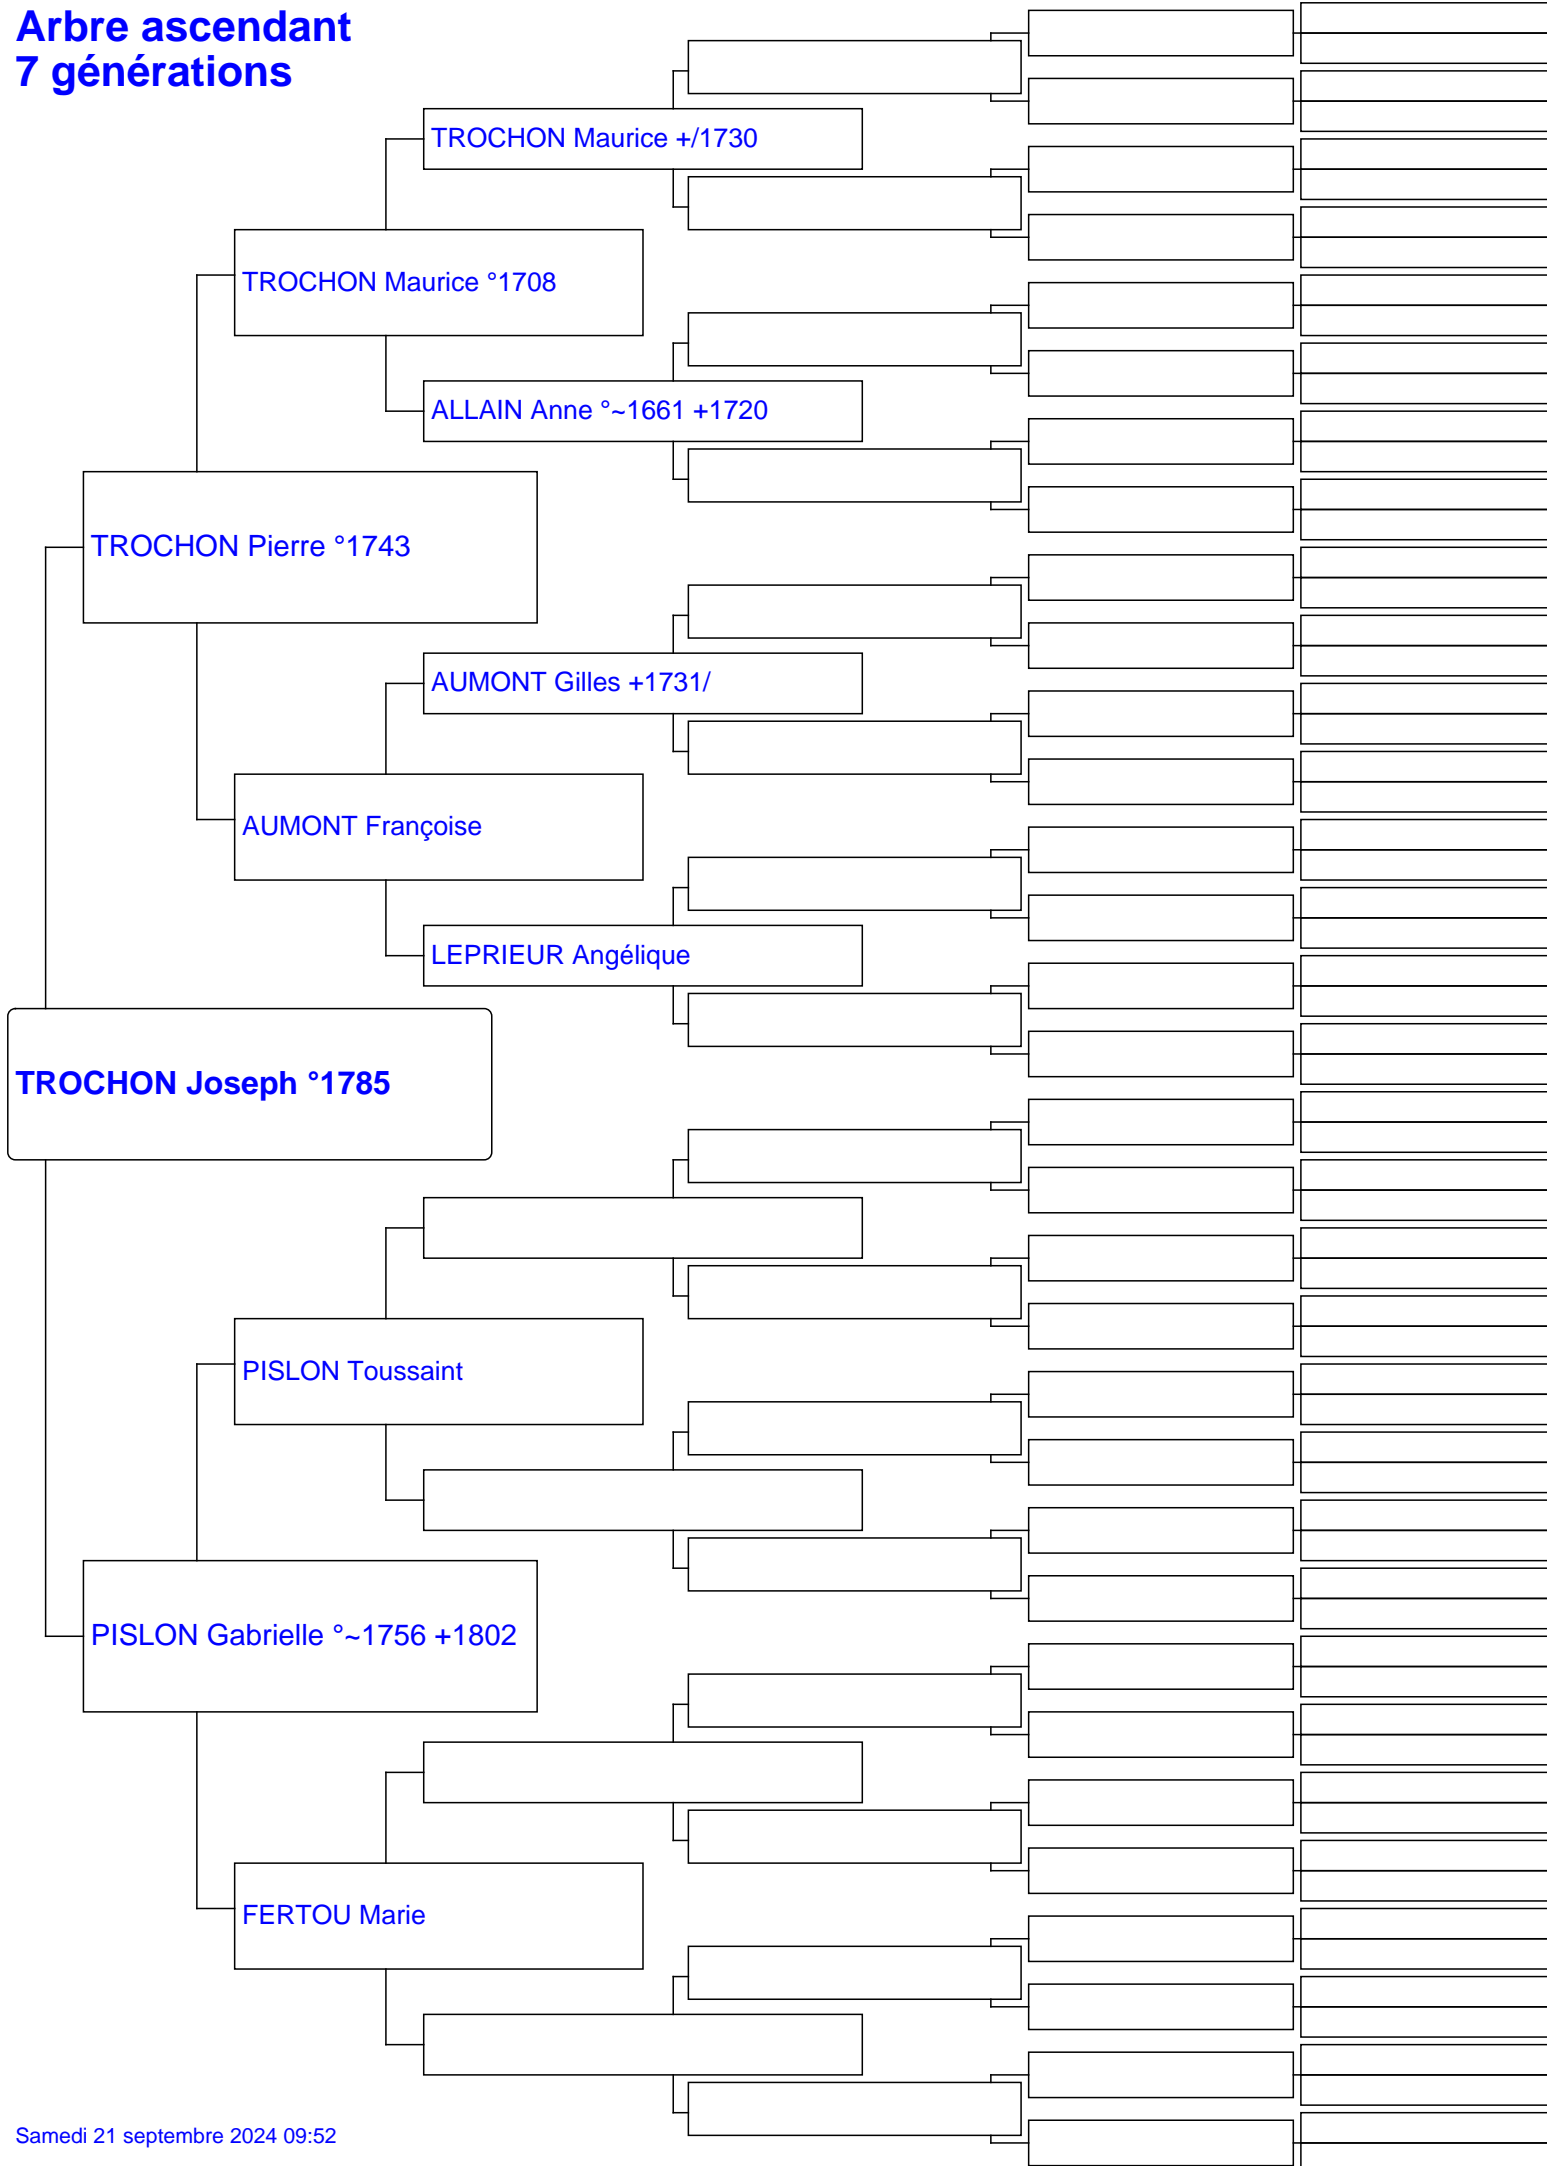 Arbre ascendant
7 générations
TROCHON Maurice +/1730
TROCHON Maurice °1708
ALLAIN Anne °~1661 +1720
TROCHON Pierre °1743
AUMONT Gilles +1731/
AUMONT Françoise
LEPRIEUR Angélique
TROCHON Joseph °1785
PISLON Toussaint
PISLON Gabrielle °~1756 +1802
FERTOU Marie
Samedi 21 septembre 2024 09:52